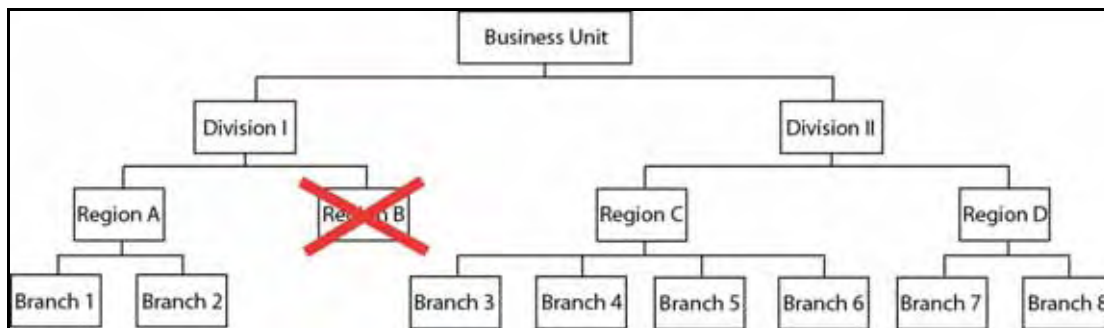 Business Unit
Division I
Division II
Region A
Region B
Region C
Region D
Branch 1
Branch 2
Branch 3
Branch 4
Branch 5
Branch 6
Branch 7
Branch 8